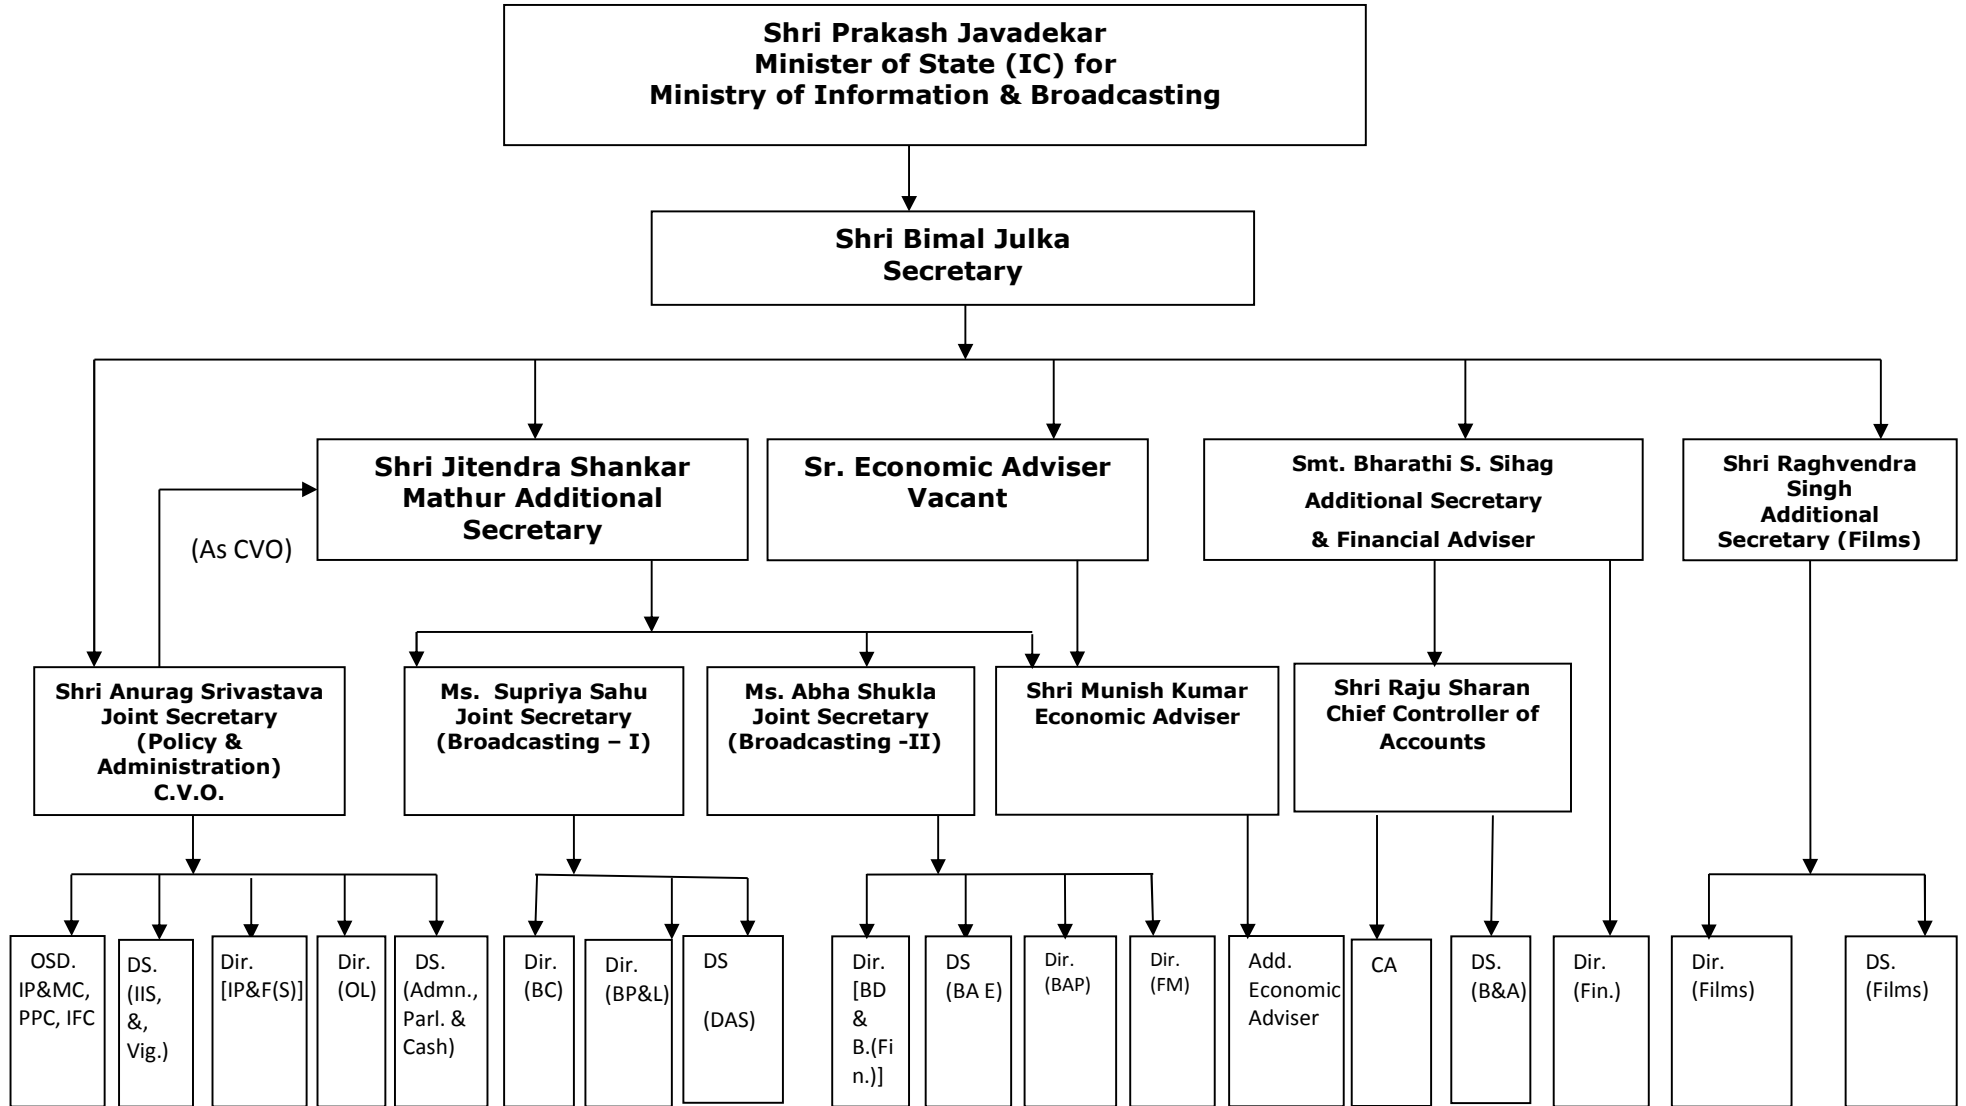 Shri Prakash Javadekar
Minister of State (IC) for
Ministry of Information & Broadcasting
Shri Bimal Julka
Secretary
Shri Jitendra Shankar
Mathur Additional
Secretary
Sr. Economic Adviser
Vacant
Smt. Bharathi S. Sihag
Additional Secretary
& Financial Adviser
Shri Raghvendra
Singh
Additional
Secretary (Films)
(As CVO)
Shri Anurag Srivastava
Joint Secretary
(Policy &
Administration)
C.V.O.
Ms. Supriya Sahu
Joint Secretary
(Broadcasting – I)
Ms. Abha Shukla
Joint Secretary
(Broadcasting -II)
Shri Munish Kumar
Economic Adviser
Shri Raju Sharan
Chief Controller of
Accounts
OSD.
IP&MC,
PPC, IFC
DS.
(IIS,
&,
Vig.)
Dir.
[IP&F(S)]
Dir.
(OL)
DS.
(Admn.,
Parl. &
Cash)
Dir.
(BC)
Dir.
(BP&L)
DS
(DAS)
Dir.
[BD
&
B.(Fi
n.)]
DS
(BA E)
Dir.
(BAP)
Dir.
(FM)
Add.
Economic
Adviser
CA
DS.
(B&A)
Dir.
(Fin.)
Dir.
(Films)
DS.
(Films)